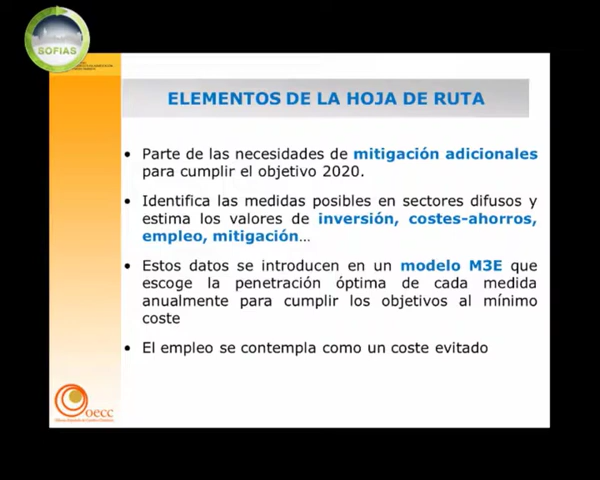 SOFIAS
ELEMENTOS DE LA HOJA DE RUTA
• Parte de las necesidades de mitigación adicionales
para cumplir el objetivo 2020.
• Identifica las medidas posibles en sectores difusos y
estima los valores de inversión, costes-ahorros,
empleo, mitigación…
• Estos datos se introducen en un modelo M3E que
escoge la penetración óptima de cada medida
anualmente para cumplir los objetivos al mínimo
coste
• El empleo se contempla como un coste evitado
oecc